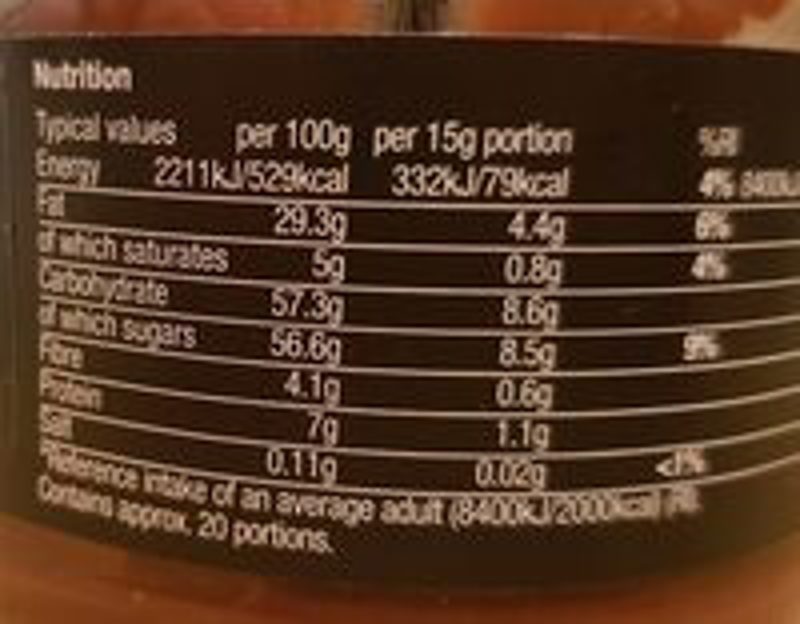 Nutrition
Typical values per 100g per 15g portion %RI
Energy 2211kJ/529kcal 332kJ/79kcal 4%
Fat 29.3g 4.4g 6%
of which saturates 5g 0.8g 4%
Carbohydrate 57.3g 8.6g
of which sugars 56.6g 8.5g 9%
Fibre 4.1g 0.6g
Protein 7g 1.1g
Salt 0.11g 0.02g <1%
*Reference intake of an average adult (8400kJ/2000kcal)
Contains approx. 20 portions.